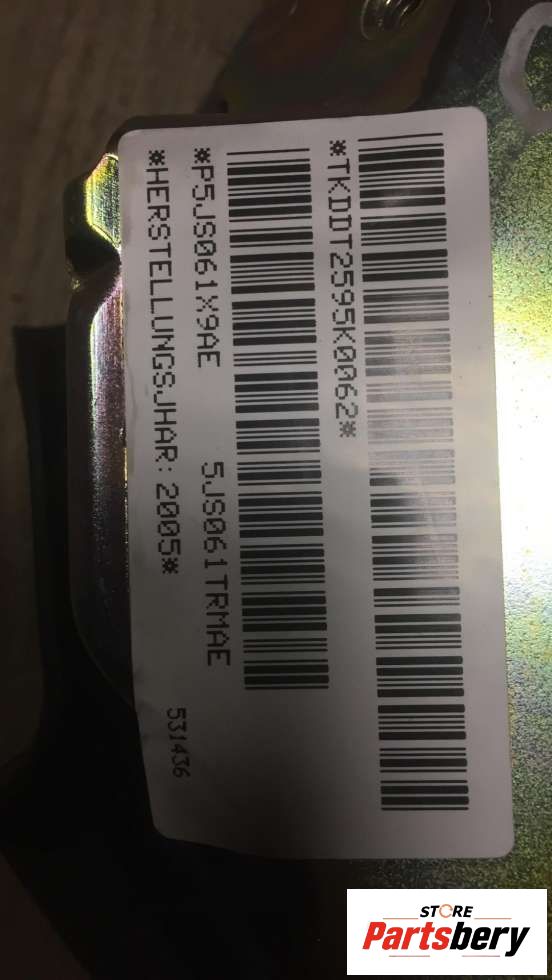 *TKDDT2595K0062*
*P5JS061X9AE 5JS061TRMAE
*HERSTELLUNGSJHAR: 2005*
531436
STORE
Partsbery